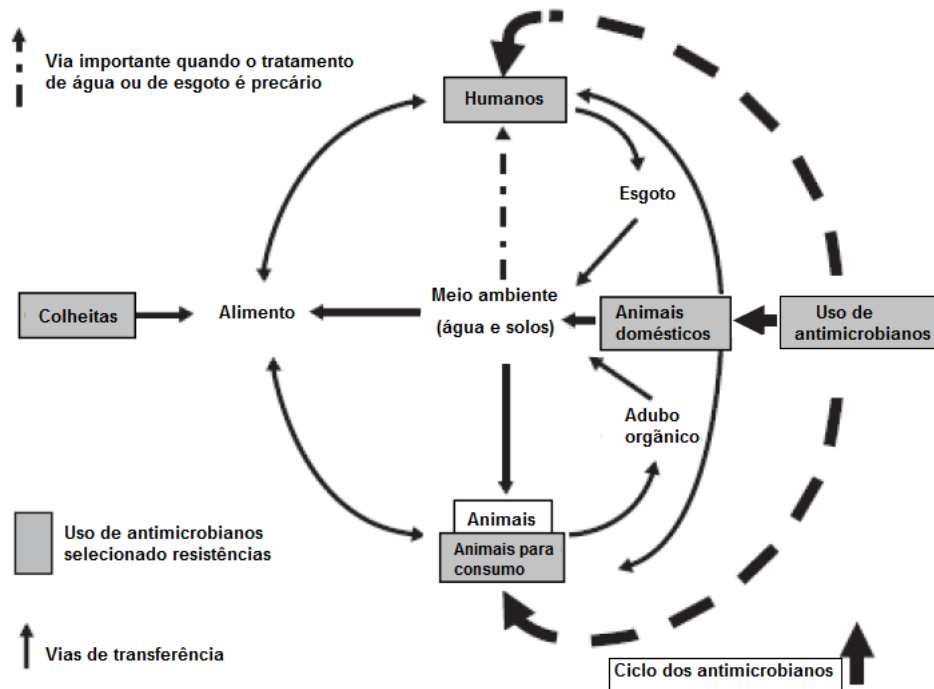 Via importante quando o tratamento
de água ou de esgoto é precário
Humanos
Esgoto
Colheitas
Alimento
Meio ambiente
(água e solos)
Animais
domésticos
Uso de
antimicrobianos
Adubo
orgãnico
Animais
Animais para
consumo
Uso de antimicrobianos
selecionado resistências
Vias de transferência
Ciclo dos antimicrobianos